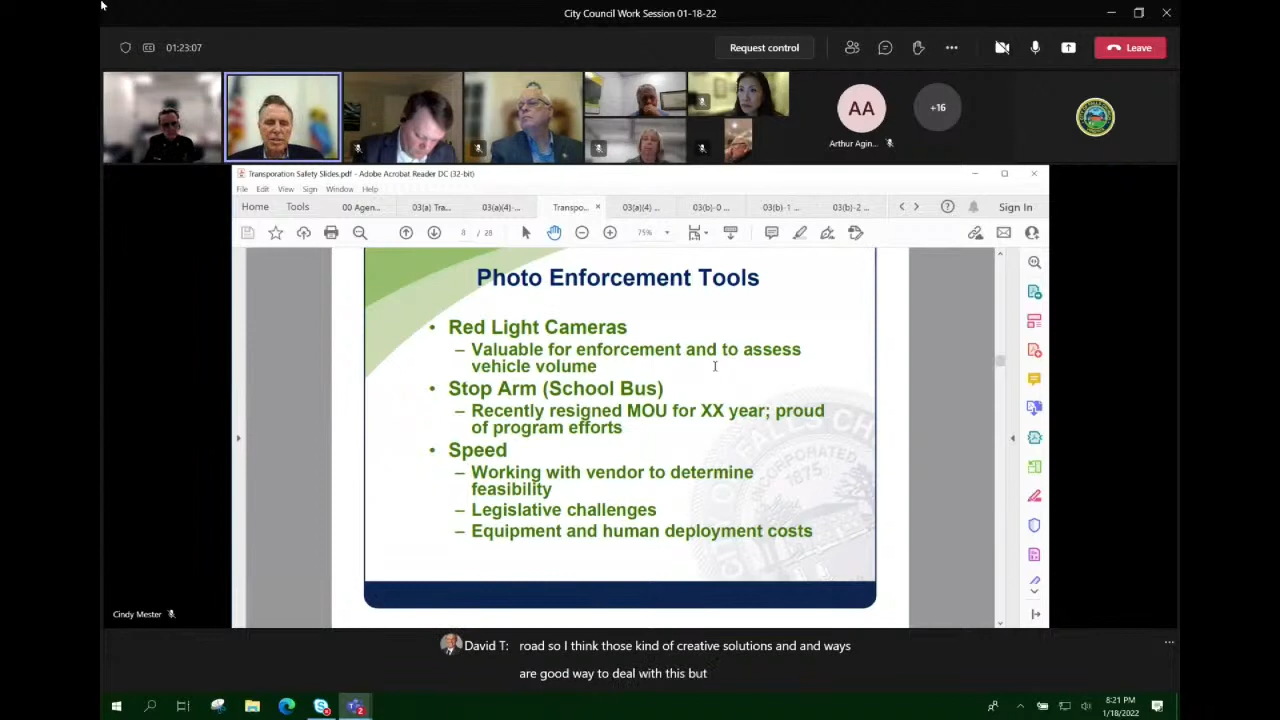 City Council Work Session 01-18-22
01:23:07
Request control
Leave
AA
+16
Arthur Agin...
Transporation Safety Slides.pdf - Adobe Acrobat Reader DC (32-bit)
File Edit View Sign Window Help
Home Tools 00 Agen... 03(a) Tra... 03(a)(4)-... Transpo... × 03(a)(4) ... 03(b)-0 ... 03(b)-1 ... 03(b)-2 ... Sign In
8 / 28 75%
Photo Enforcement Tools
• Red Light Cameras
– Valuable for enforcement and to assess
vehicle volume
• Stop Arm (School Bus)
– Recently resigned MOU for XX year; proud
of program efforts
• Speed
– Working with vendor to determine
feasibility
– Legislative challenges
– Equipment and human deployment costs
INCORPORATED
1875
Cindy Mester
David T: road so I think those kind of creative solutions and and ways
are good way to deal with this but
8:21 PM
1/18/2022